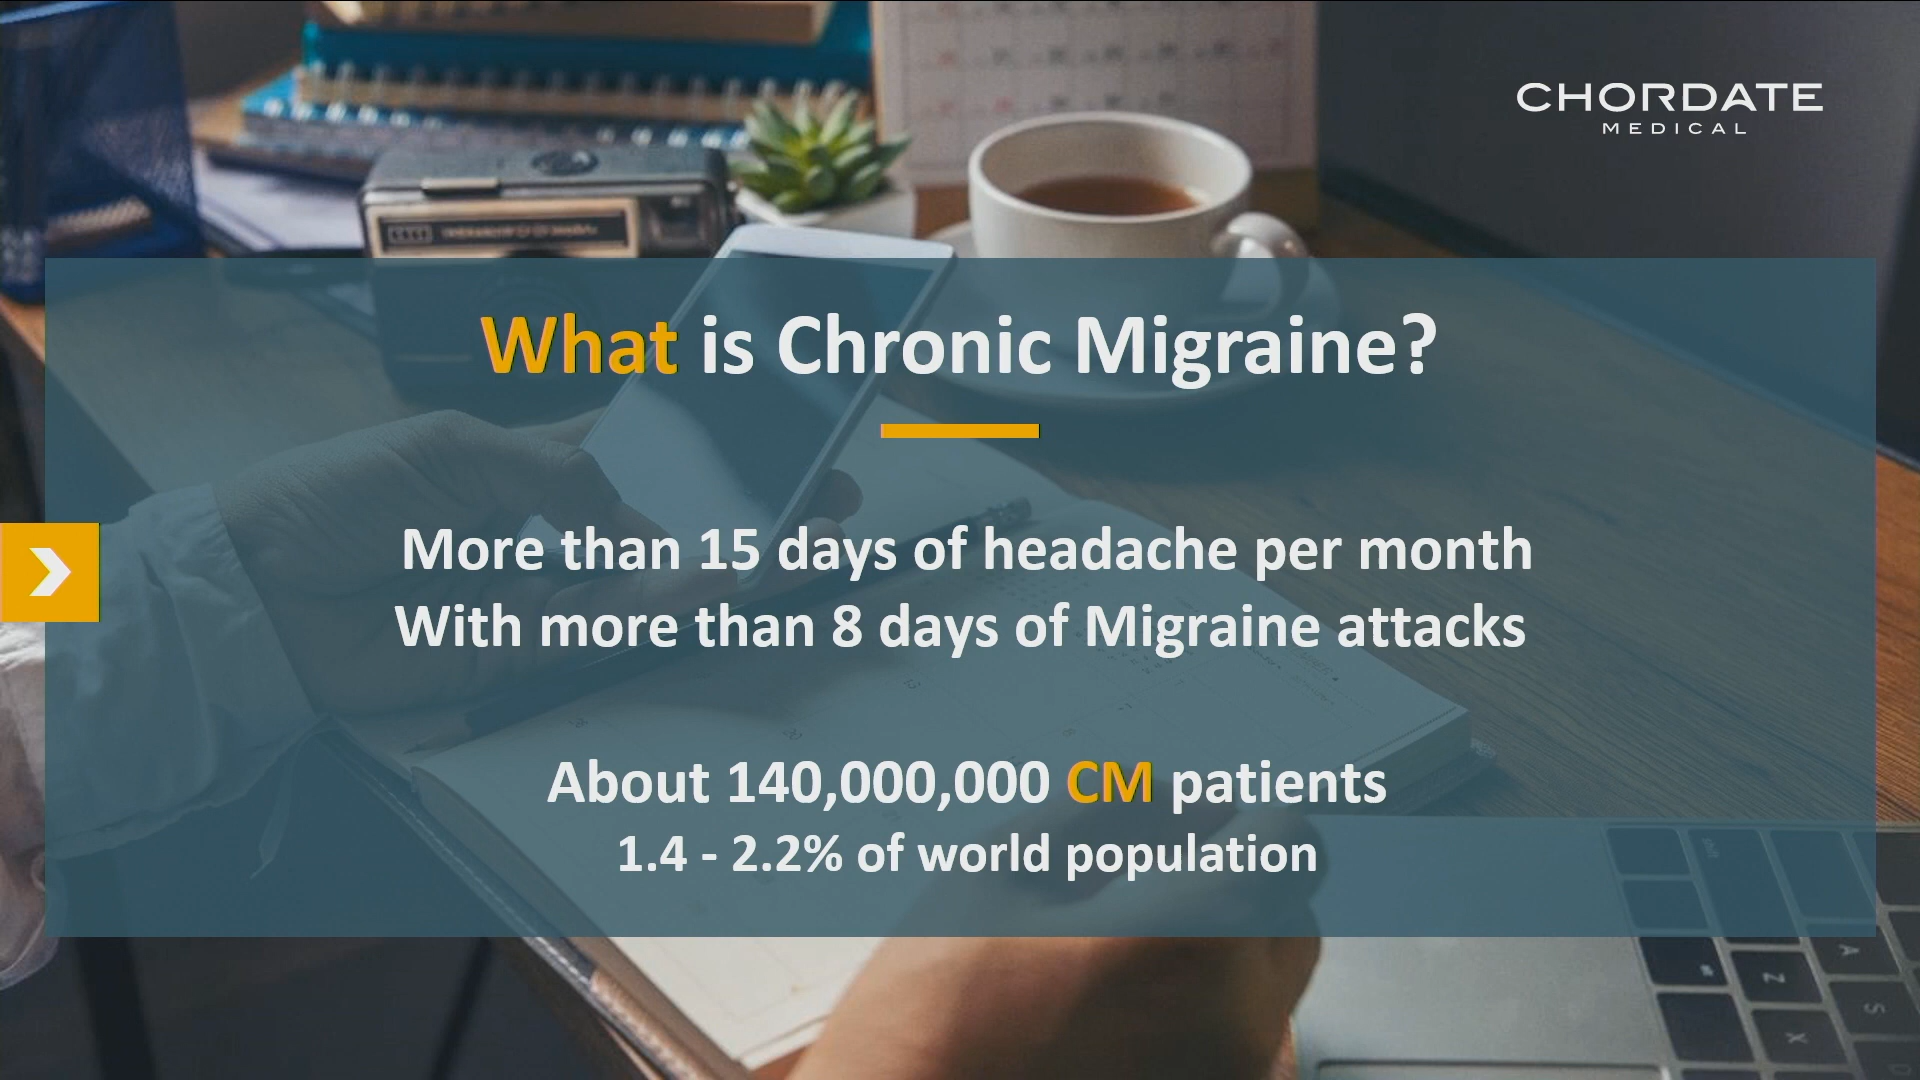 CHORDATE
MEDICAL
What is Chronic Migraine?
More than 15 days of headache per month
With more than 8 days of Migraine attacks
About 140,000,000 CM patients
1.4 - 2.2% of world population
A
Z
S
X